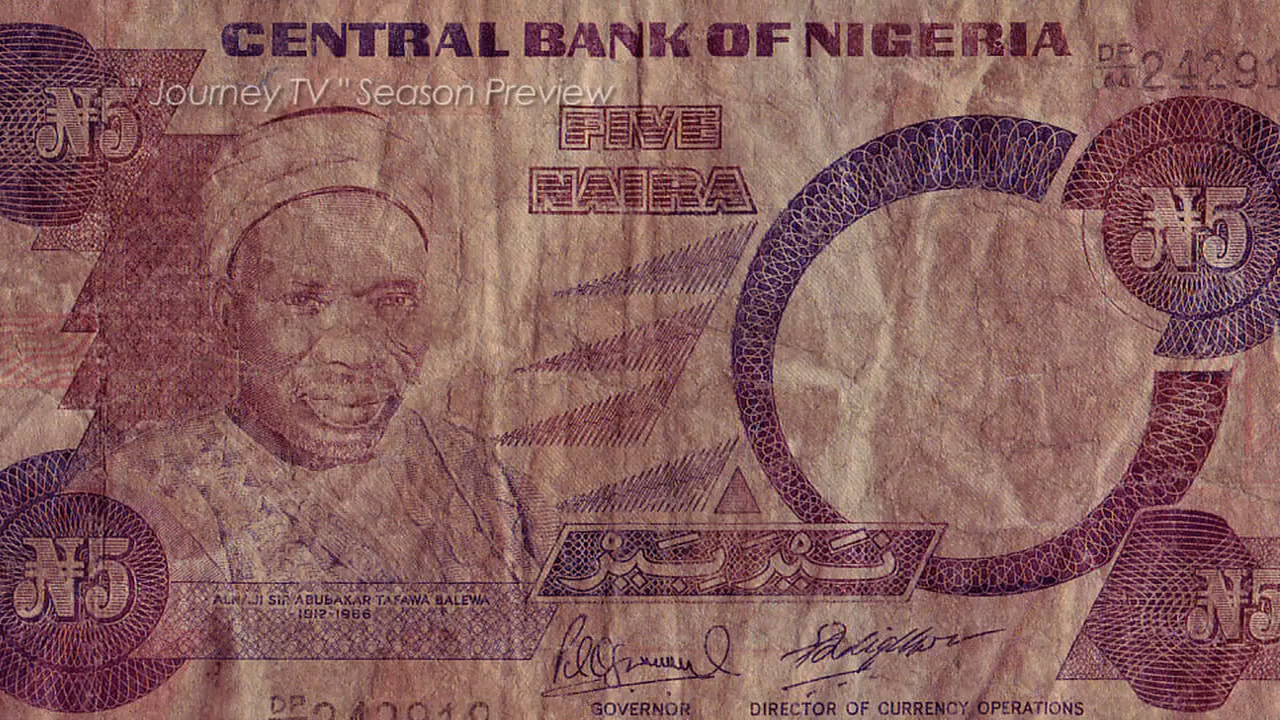 CENTRAL BANK OF NIGERIA
" Journey TV " Season Preview
₦5
FIVE
NAIRA
₦5
نَيْرَ بِيَرْ
₦5
₦5
ALHAJI SIR ABUBAKAR TAFAWA BALEWA
1912-1966
GOVERNOR
DIRECTOR OF CURRENCY OPERATIONS